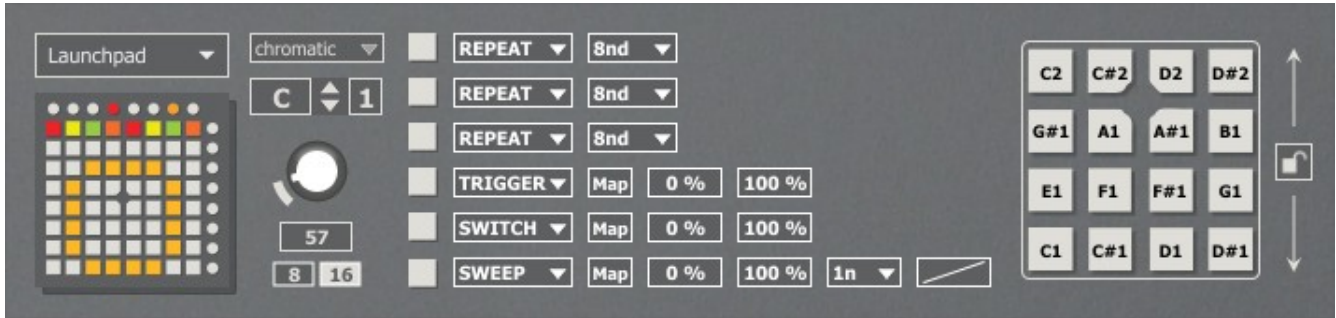 Launchpad
chromatic
C 1
57
8 16
REPEAT 8nd
REPEAT 8nd
REPEAT 8nd
TRIGGER Map 0 % 100 %
SWITCH Map 0 % 100 %
SWEEP Map 0 % 100 % 1n
C2 C#2 D2 D#2
G#1 A1 A#1 B1
E1 F1 F#1 G1
C1 C#1 D1 D#1